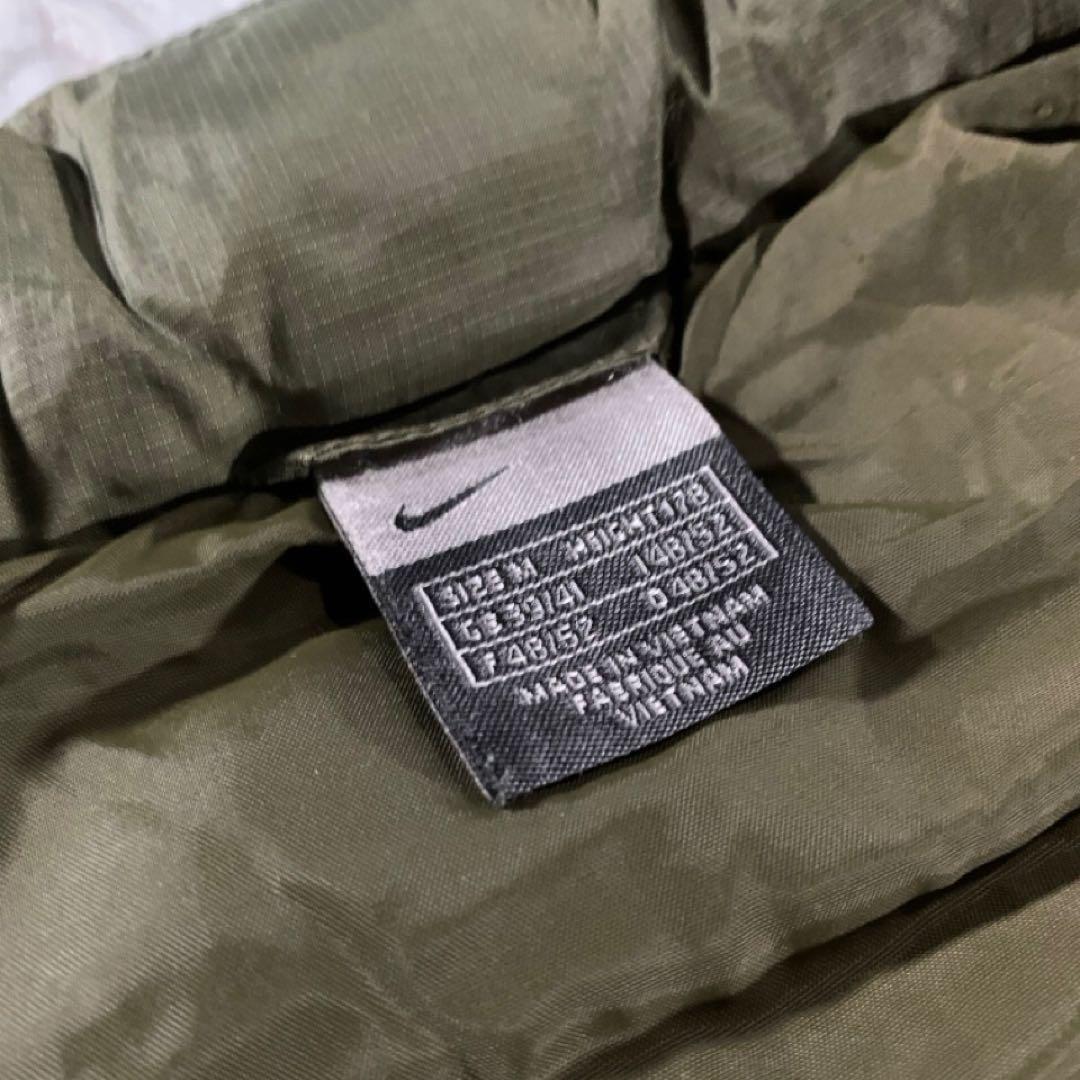 SIZE M HEIGHT 178
GB 39/41 I 48/52
F 48/52 D 48/52
MADE IN VIETNAM
FABRIQUE AU
VIETNAM